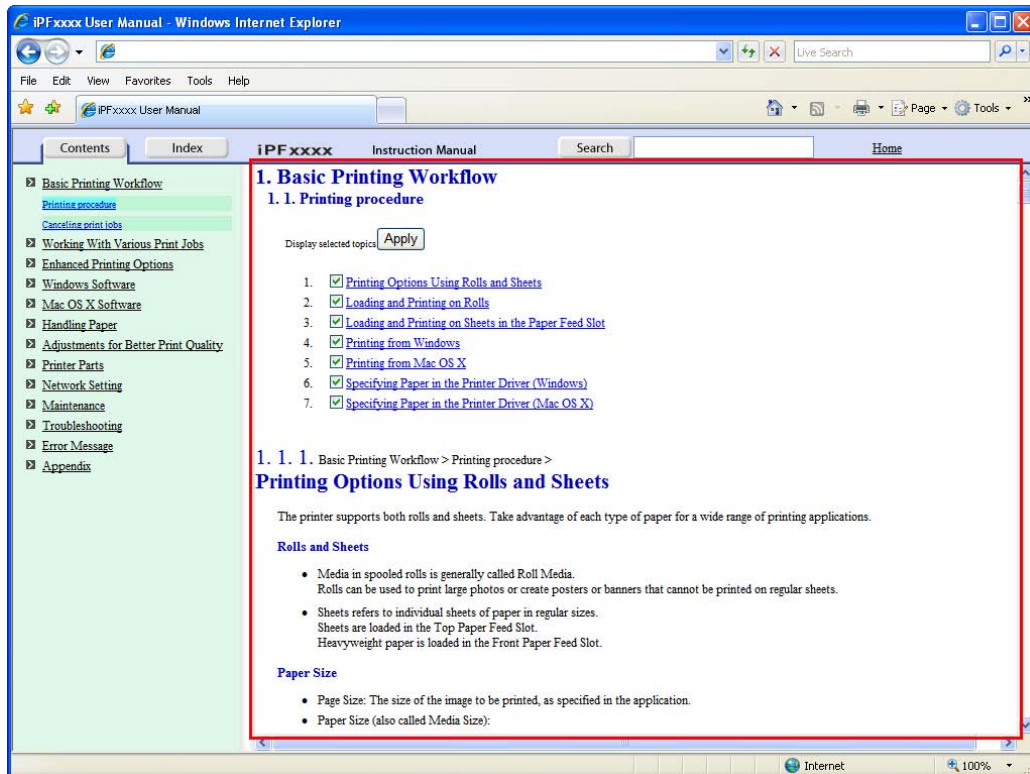 iPFxxxx User Manual - Windows Internet Explorer
Live Search
File Edit View Favorites Tools Help
iPFxxxx User Manual
Page Tools »
Contents Index iPFxxxx Instruction Manual Search Home
Basic Printing Workflow
Printing procedure
Canceling print jobs
Working With Various Print Jobs
Enhanced Printing Options
Windows Software
Mac OS X Software
Handling Paper
Adjustments for Better Print Quality
Printer Parts
Network Setting
Maintenance
Troubleshooting
Error Message
Appendix
1. Basic Printing Workflow
1. 1. Printing procedure
Display selected topics Apply
1. Printing Options Using Rolls and Sheets
2. Loading and Printing on Rolls
3. Loading and Printing on Sheets in the Paper Feed Slot
4. Printing from Windows
5. Printing from Mac OS X
6. Specifying Paper in the Printer Driver (Windows)
7. Specifying Paper in the Printer Driver (Mac OS X)
1. 1. 1. Basic Printing Workflow > Printing procedure >
Printing Options Using Rolls and Sheets
The printer supports both rolls and sheets. Take advantage of each type of paper for a wide range of printing applications.
Rolls and Sheets
• Media in spooled rolls is generally called Roll Media.
Rolls can be used to print large photos or create posters or banners that cannot be printed on regular sheets.
• Sheets refers to individual sheets of paper in regular sizes.
Sheets are loaded in the Top Paper Feed Slot.
Heavyweight paper is loaded in the Front Paper Feed Slot.
Paper Size
• Page Size: The size of the image to be printed, as specified in the application.
• Paper Size (also called Media Size):
Internet 100%